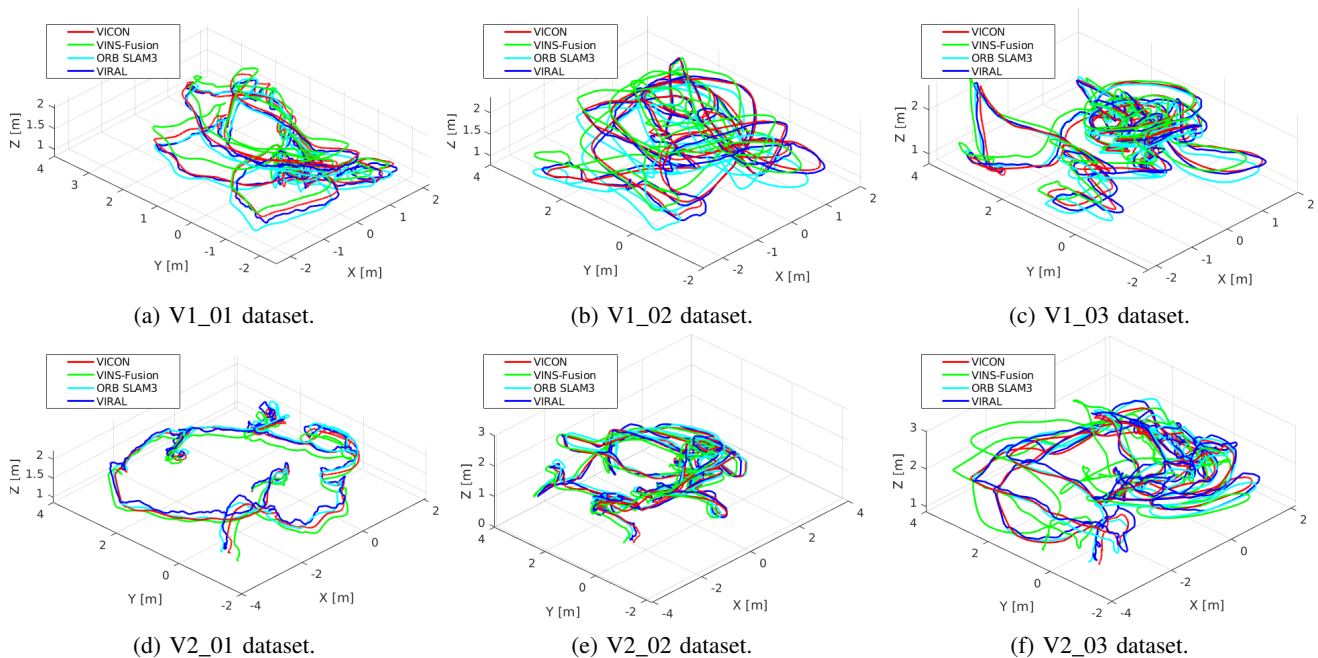 VICON
VINS-Fusion
ORB SLAM3
VIRAL
2
1.5
1
Z [m]
4
3
2
1
0
-1
-2
Y [m]
-2
-1
0
1
2
X [m]
(a) V1_01 dataset.
VICON
VINS-Fusion
ORB SLAM3
VIRAL
2
1.5
1
Z [m]
4
2
0
-2
Y [m]
-2
-1
0
1
2
X [m]
(b) V1_02 dataset.
VICON
VINS-Fusion
ORB SLAM3
VIRAL
2
1
Z [m]
4
2
0
-2
Y [m]
-2
-1
0
1
2
X [m]
(c) V1_03 dataset.
VICON
VINS-Fusion
ORB SLAM3
VIRAL
2
1.5
1
Z [m]
4
2
0
-2
Y [m]
-4
-2
0
2
X [m]
(d) V2_01 dataset.
VICON
VINS-Fusion
ORB SLAM3
VIRAL
3
2
1
0
Z [m]
4
2
0
-2
Y [m]
-4
-2
0
2
4
X [m]
(e) V2_02 dataset.
VICON
VINS-Fusion
ORB SLAM3
VIRAL
3
2
1
Z [m]
4
2
0
-2
Y [m]
-4
-2
0
2
X [m]
(f) V2_03 dataset.